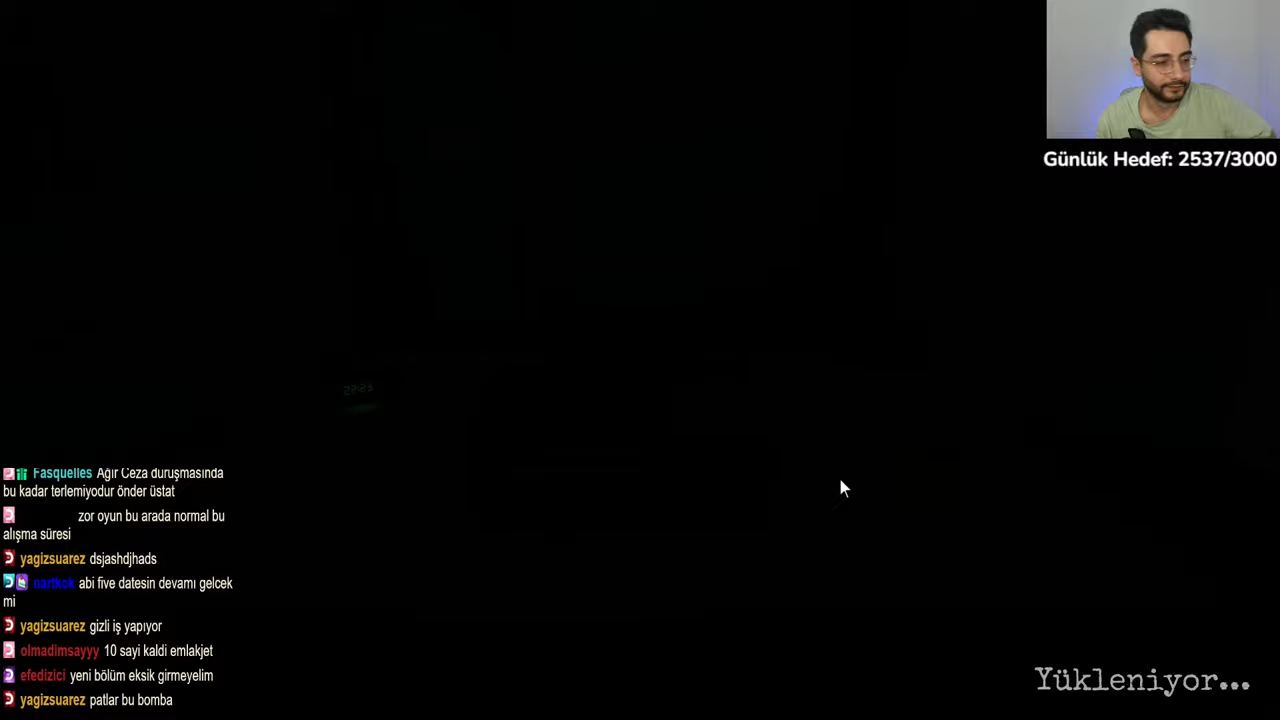 Günlük Hedef: 2537/3000
Fasquelles Ağır Ceza duruşmasında
bu kadar terlemiyodur önder üstat
zor oyun bu arada normal bu
alışma süresi
yagizsuarez dsjashdjhads
nartkok abi five datesin devamı gelcek
mi
yagizsuarez gizli iş yapıyor
olmadimsayyy 10 sayi kaldi emlakjet
efedizici yeni bölüm eksik girmeyelim
yagizsuarez patlar bu bomba
Yükleniyor...